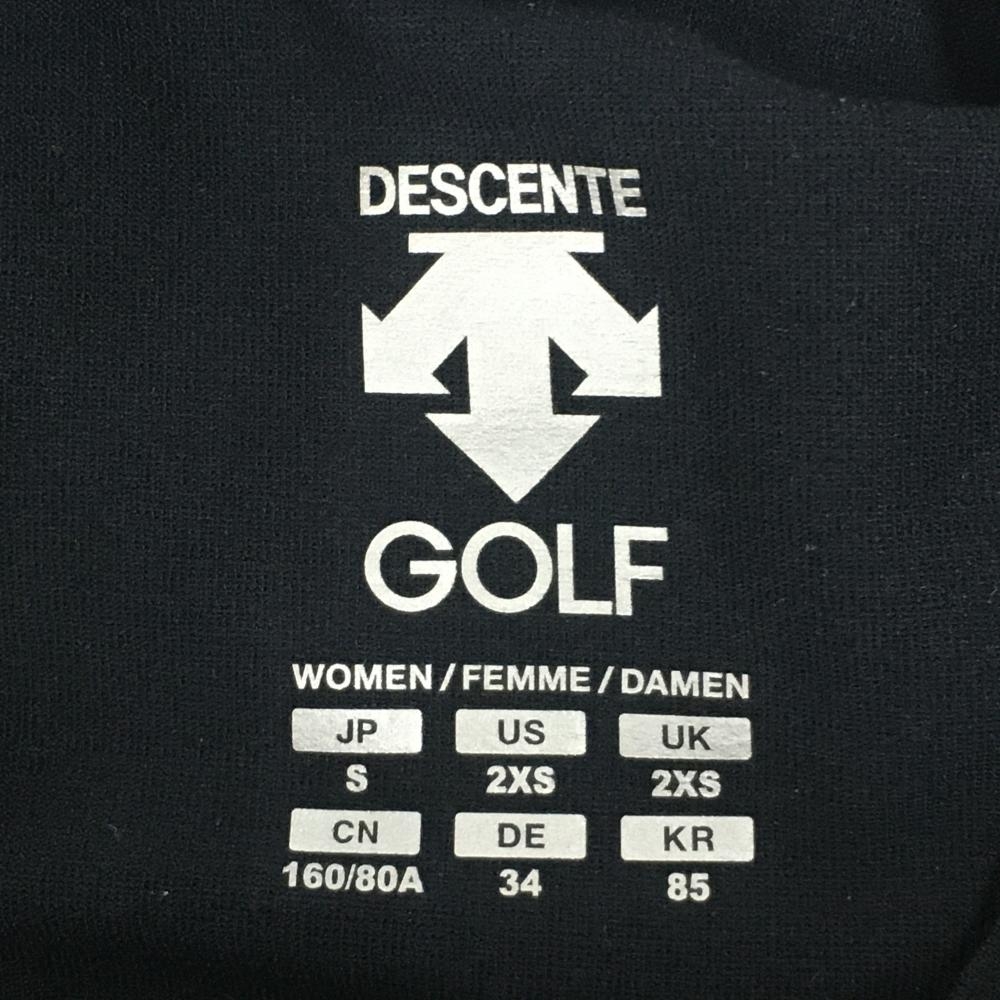 DESCENTE
GOLF
WOMEN / FEMME / DAMEN
JP US UK
S 2XS 2XS
CN DE KR
160/80A 34 85